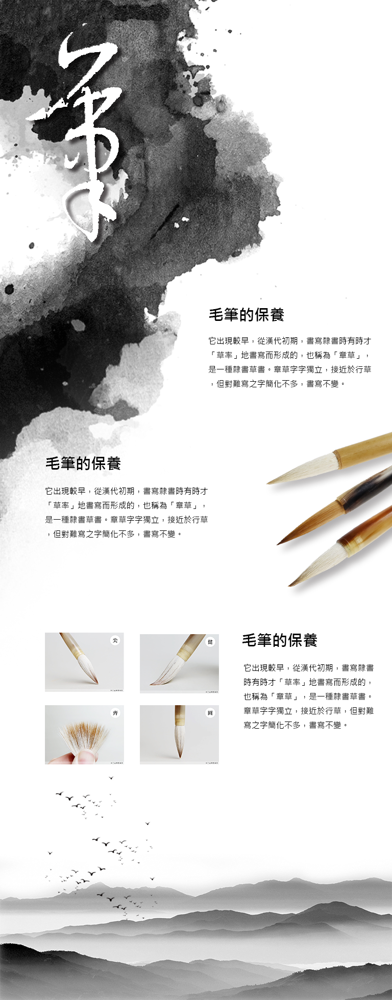 筆
毛筆的保養
它出現較早，從漢代初期，書寫隸書時有時才
「草率」地書寫而形成的，也稱為「章草」，
是一種隸書草書。章草字字獨立，接近於行草
，但對難寫之字簡化不多，書寫不變。
毛筆的保養
它出現較早，從漢代初期，書寫隸書時有時才
「草率」地書寫而形成的，也稱為「章草」，
是一種隸書草書。章草字字獨立，接近於行草
，但對難寫之字簡化不多，書寫不變。
尖
健
齊
圓
毛筆的保養
它出現較早，從漢代初期，書寫隸書
時有時才「草率」地書寫而形成的，
也稱為「章草」，是一種隸書草書。
章草字字獨立，接近於行草，但對難
寫之字簡化不多，書寫不變。